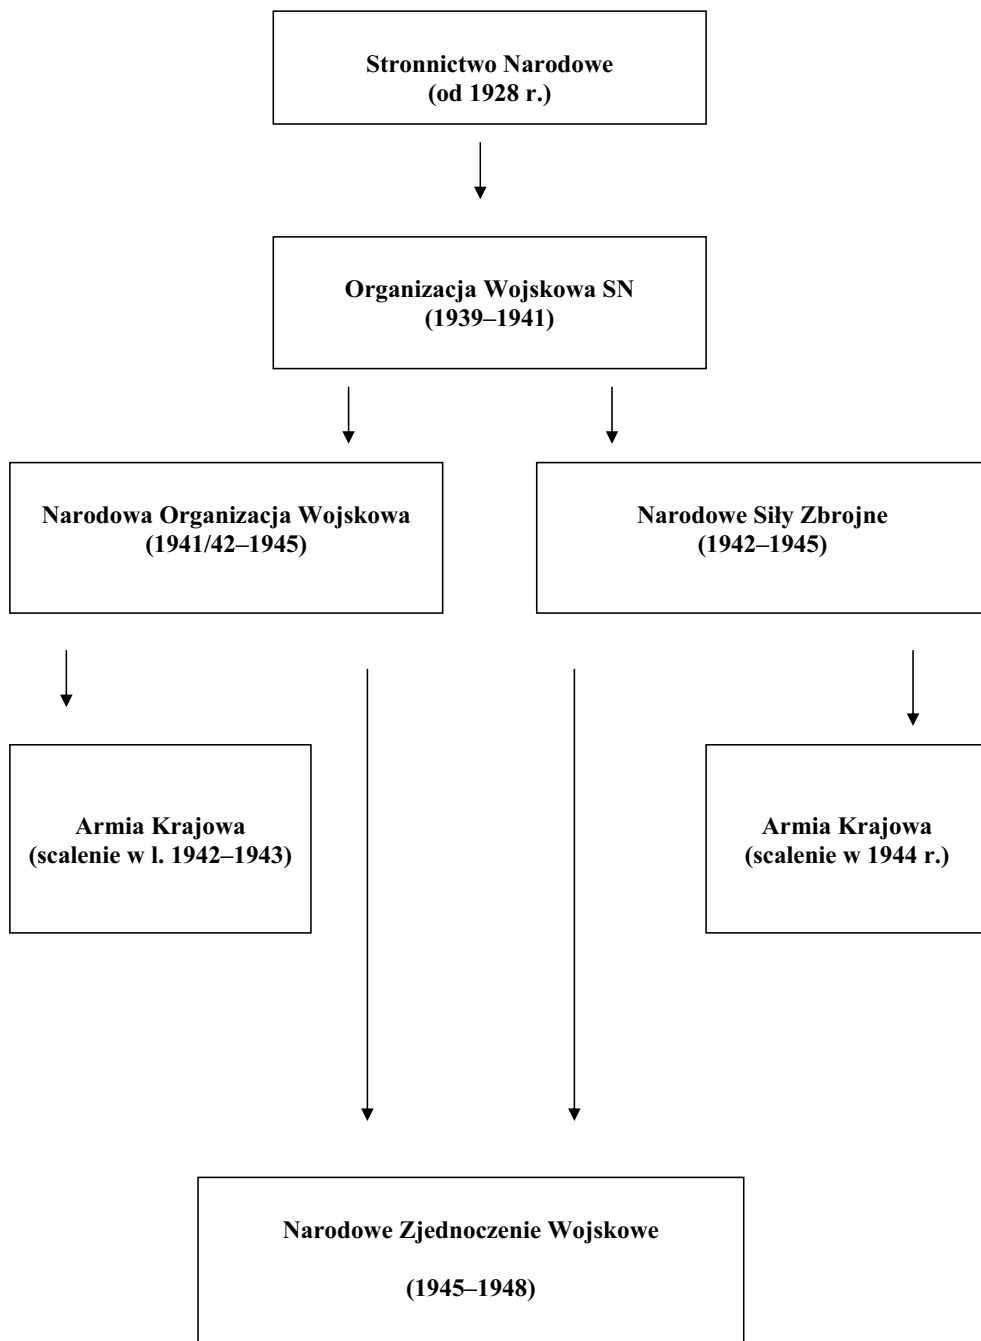 Stronnictwo Narodowe
(od 1928 r.)
Organizacja Wojskowa SN
(1939–1941)
Narodowa Organizacja Wojskowa
(1941/42–1945)
Narodowe Siły Zbrojne
(1942–1945)
Armia Krajowa
(scalenie w l. 1942–1943)
Armia Krajowa
(scalenie w 1944 r.)
Narodowe Zjednoczenie Wojskowe
(1945–1948)